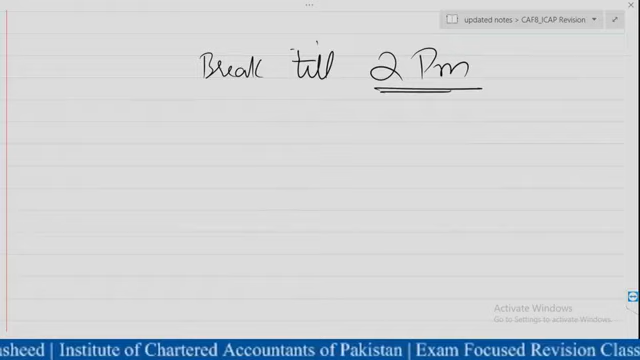 updated notes > CAF8_ICAP Revision
Break till 2 Pm
Activate Windows
Go to Settings to activate Windows.
asheed | Institute of Chartered Accountants of Pakistan | Exam Focused Revision Class